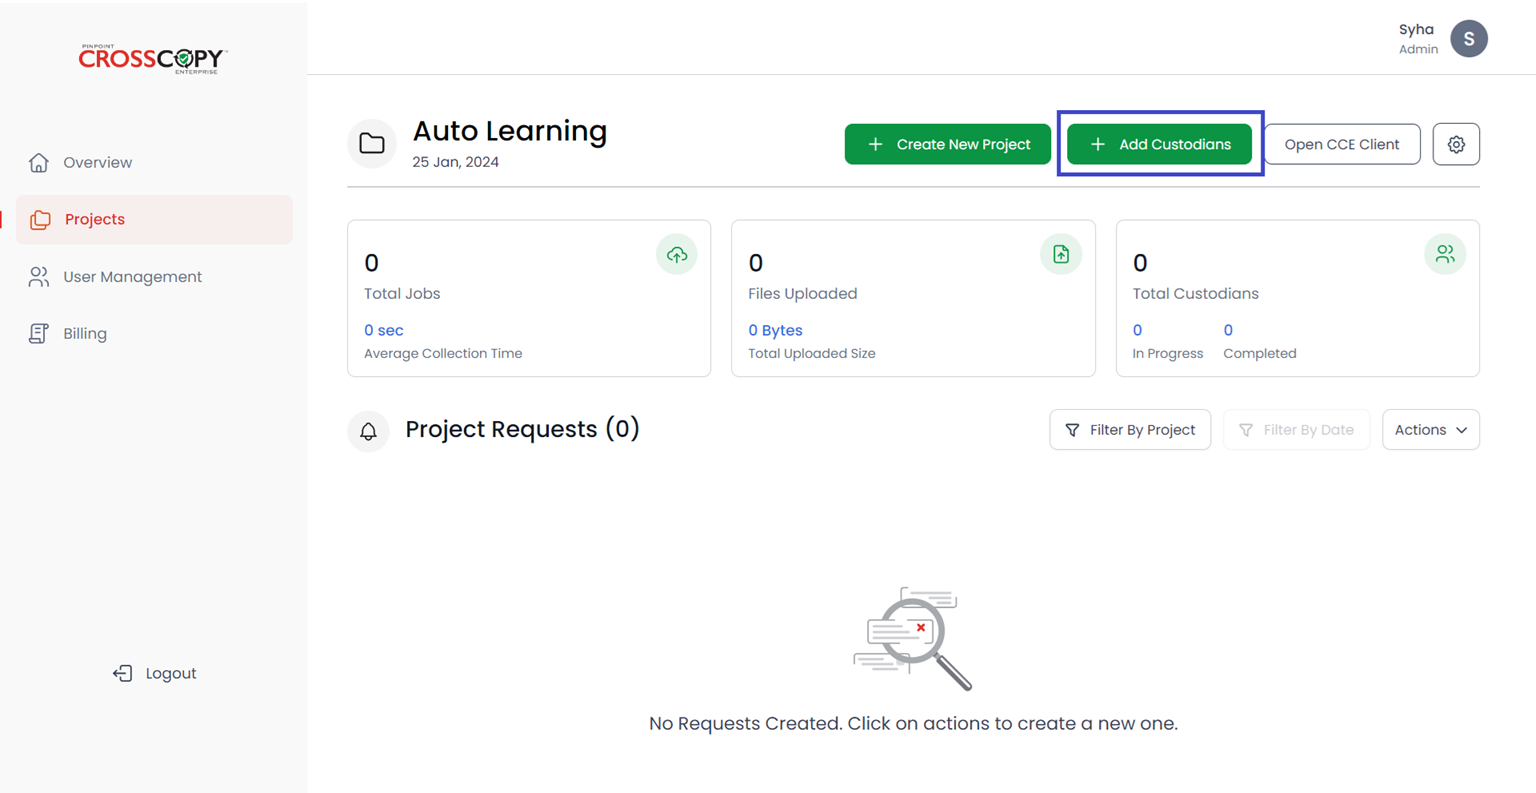 PINPOINT
CROSSCOPY™
ENTERPRISE
Syha
Admin
S
Overview
Projects
User Management
Billing
Logout
Auto Learning
25 Jan, 2024
Create New Project
Add Custodians
Open CCE Client
0
Total Jobs
0 sec
Average Collection Time
0
Files Uploaded
0 Bytes
Total Uploaded Size
0
Total Custodians
0 0
In Progress Completed
Project Requests (0)
Filter By Project
Filter By Date
Actions
No Requests Created. Click on actions to create a new one.